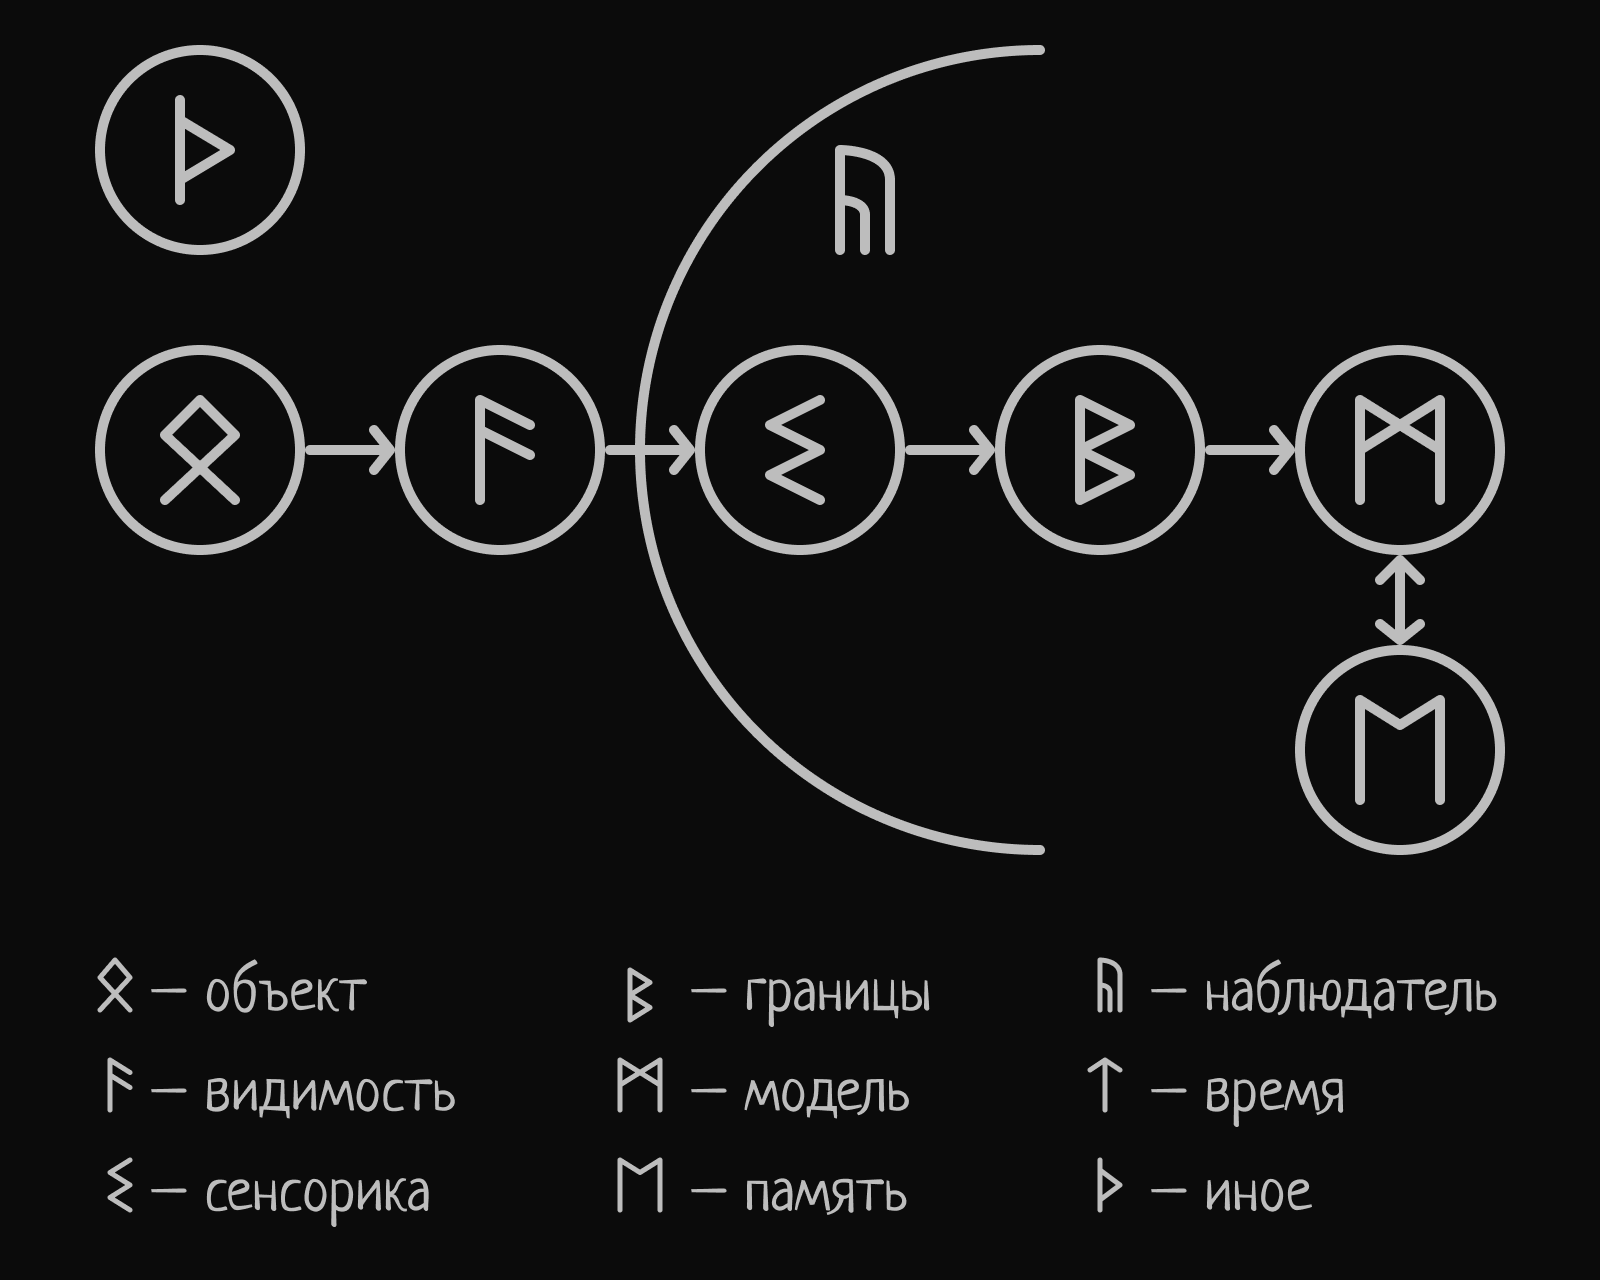 ᚦ
ᚣ
ᛟ ᚨ ᛊ ᛒ ᛗ
ᛖ
ᛟ — объект
ᛒ — границы
ᚣ — наблюдатель
ᚨ — видимость
ᛗ — модель
ᛏ — время
ᛊ — сенсорика
ᛖ — память
ᚦ — иное